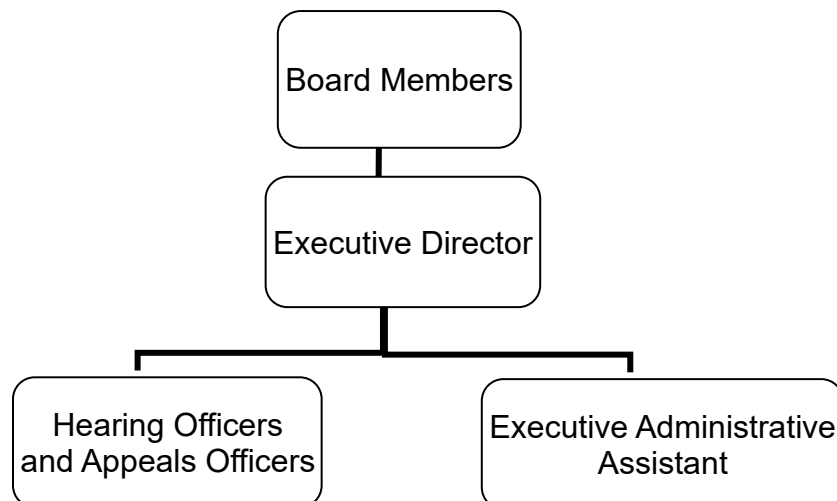 Board Members
Executive Director
Hearing Officers
and Appeals Officers
Executive Administrative
Assistant